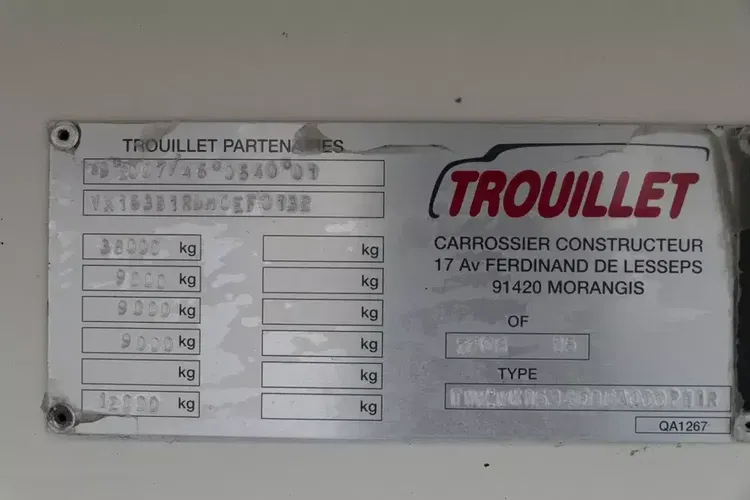 TROUILLET PARTENAIRES
38000 kg
kg
9000 kg
kg
9000 kg
kg
9000 kg
kg
kg
kg
12000 kg
kg
TROUILLET
CARROSSIER CONSTRUCTEUR
17 Av FERDINAND DE LESSEPS
91420 MORANGIS
OF
TYPE
QA1267